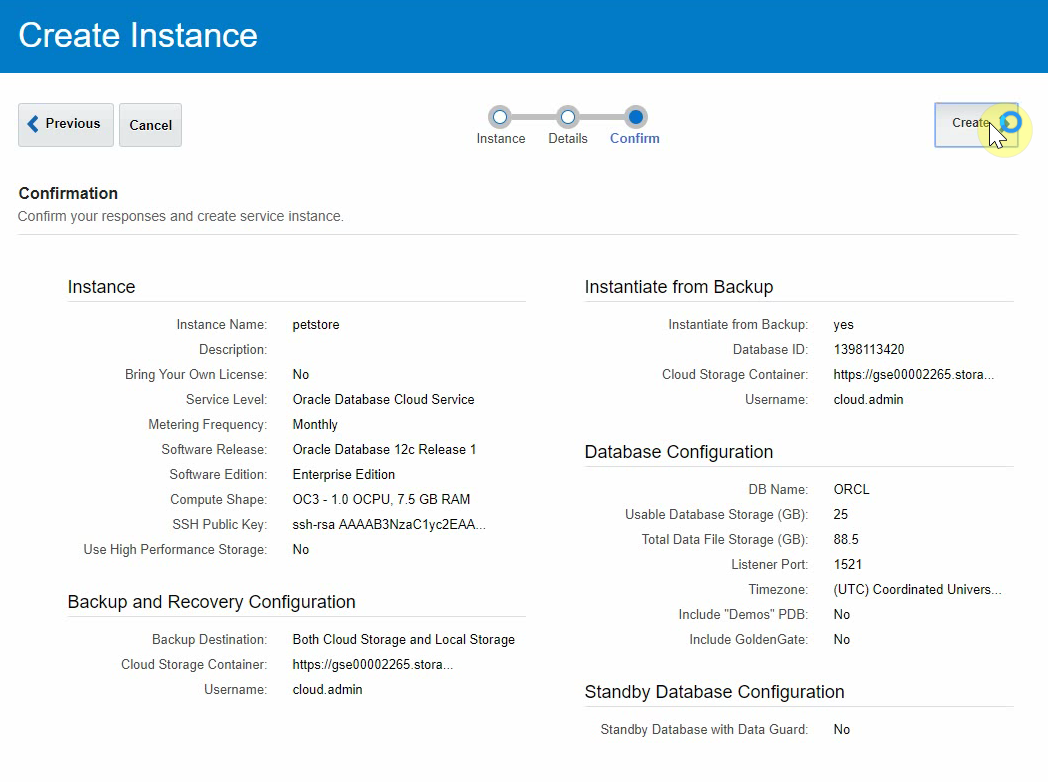 Create Instance
Previous
Cancel
Instance
Details
Confirm
Create
Confirmation
Confirm your responses and create service instance.
Instance
Instance Name: petstore
Description:
Bring Your Own License: No
Service Level: Oracle Database Cloud Service
Metering Frequency: Monthly
Software Release: Oracle Database 12c Release 1
Software Edition: Enterprise Edition
Compute Shape: OC3 - 1.0 OCPU, 7.5 GB RAM
SSH Public Key: ssh-rsa AAAAB3NzaC1yc2EAA...
Use High Performance Storage: No
Backup and Recovery Configuration
Backup Destination: Both Cloud Storage and Local Storage
Cloud Storage Container: https://gse00002265.stora...
Username: cloud.admin
Instantiate from Backup
Instantiate from Backup: yes
Database ID: 1398113420
Cloud Storage Container: https://gse00002265.stora...
Username: cloud.admin
Database Configuration
DB Name: ORCL
Usable Database Storage (GB): 25
Total Data File Storage (GB): 88.5
Listener Port: 1521
Timezone: (UTC) Coordinated Univers...
Include "Demos" PDB: No
Include GoldenGate: No
Standby Database Configuration
Standby Database with Data Guard: No